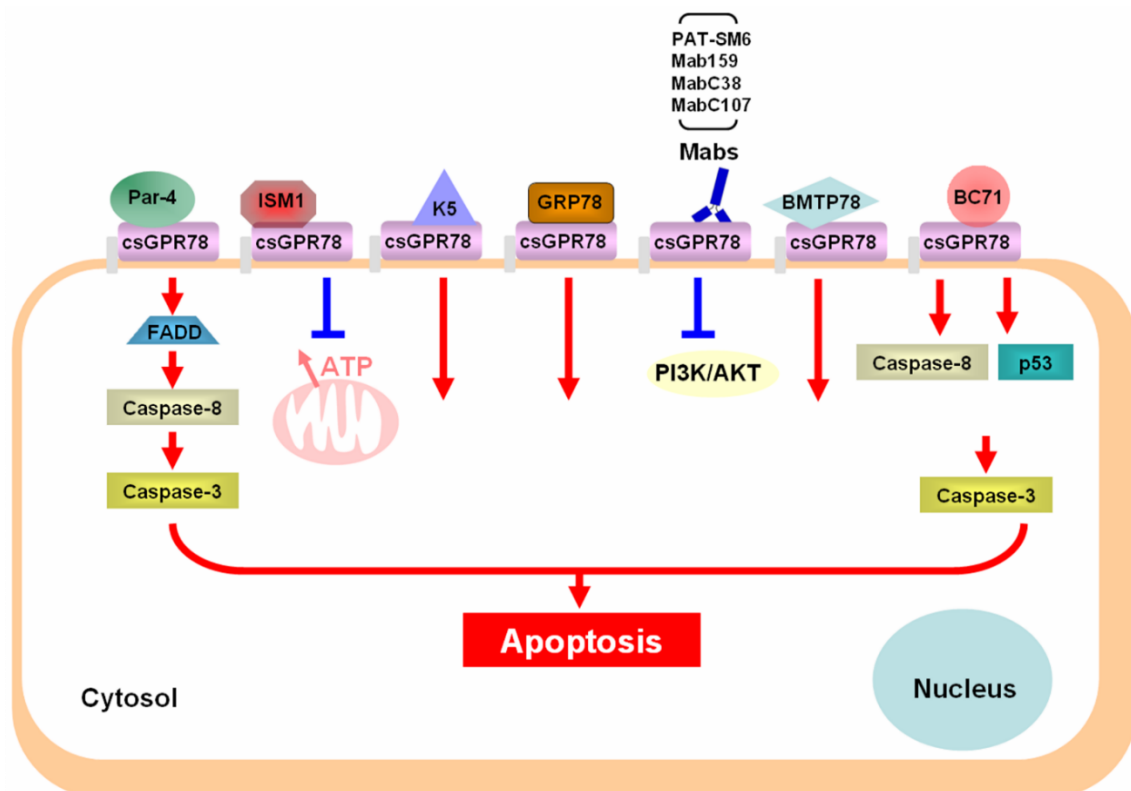 PAT-SM6
Mab159
MabC38
MabC107
Mabs
Par-4
ISM1
K5
GRP78
BMTP78
BC71
csGPR78
csGPR78
csGPR78
csGPR78
csGPR78
csGPR78
csGPR78
FADD
ATP
PI3K/AKT
Caspase-8
p53
Caspase-8
Caspase-3
Caspase-3
Apoptosis
Cytosol
Nucleus